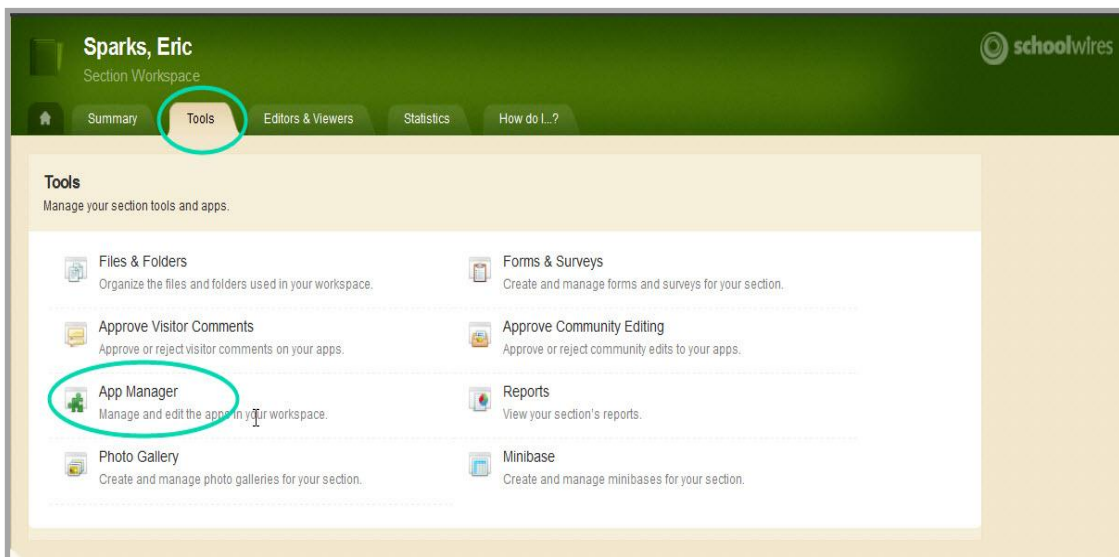 Sparks, Eric
Section Workspace
schoolwires
Summary
Tools
Editors & Viewers
Statistics
How do I...?
Tools
Manage your section tools and apps.
Files & Folders
Organize the files and folders used in your workspace.
Forms & Surveys
Create and manage forms and surveys for your section.
Approve Visitor Comments
Approve or reject visitor comments on your apps.
Approve Community Editing
Approve or reject community edits to your apps.
App Manager
Manage and edit the apps in your workspace.
Reports
View your section's reports.
Photo Gallery
Create and manage photo galleries for your section.
Minibase
Create and manage minibases for your section.